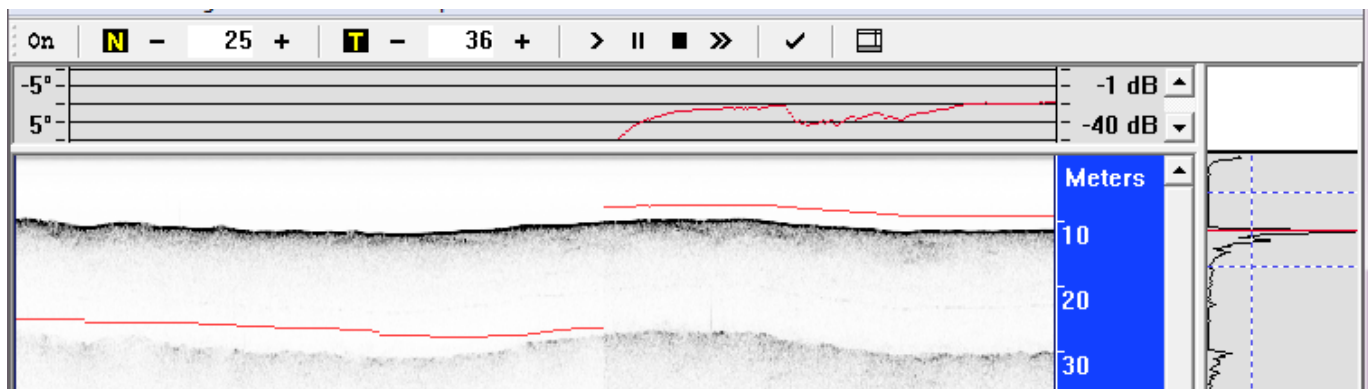 On N − 25 + T − 36 +
-5° -1 dB
5° -40 dB
Meters
10
20
30